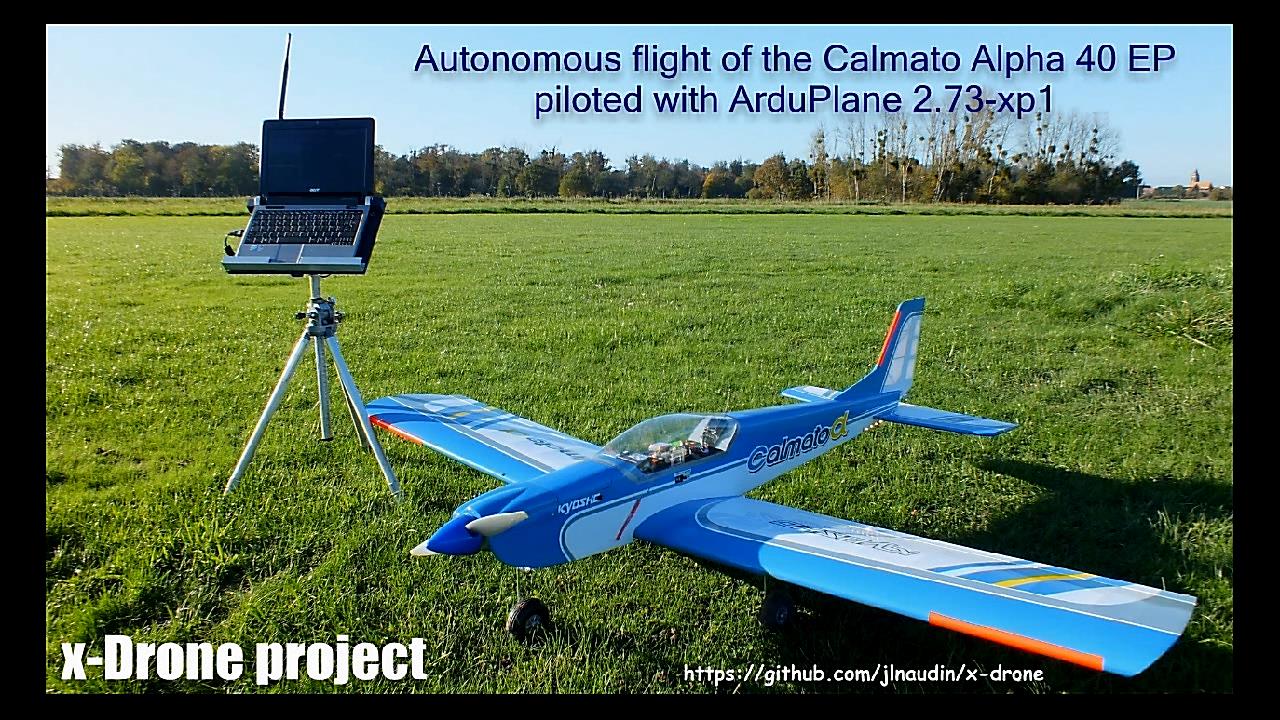 Autonomous flight of the Calmato Alpha 40 EP
piloted with ArduPlane 2.73-xp1
acer
Calmato α
KYOSHO
x-Drone project
https://github.com/jlnaudin/x-drone